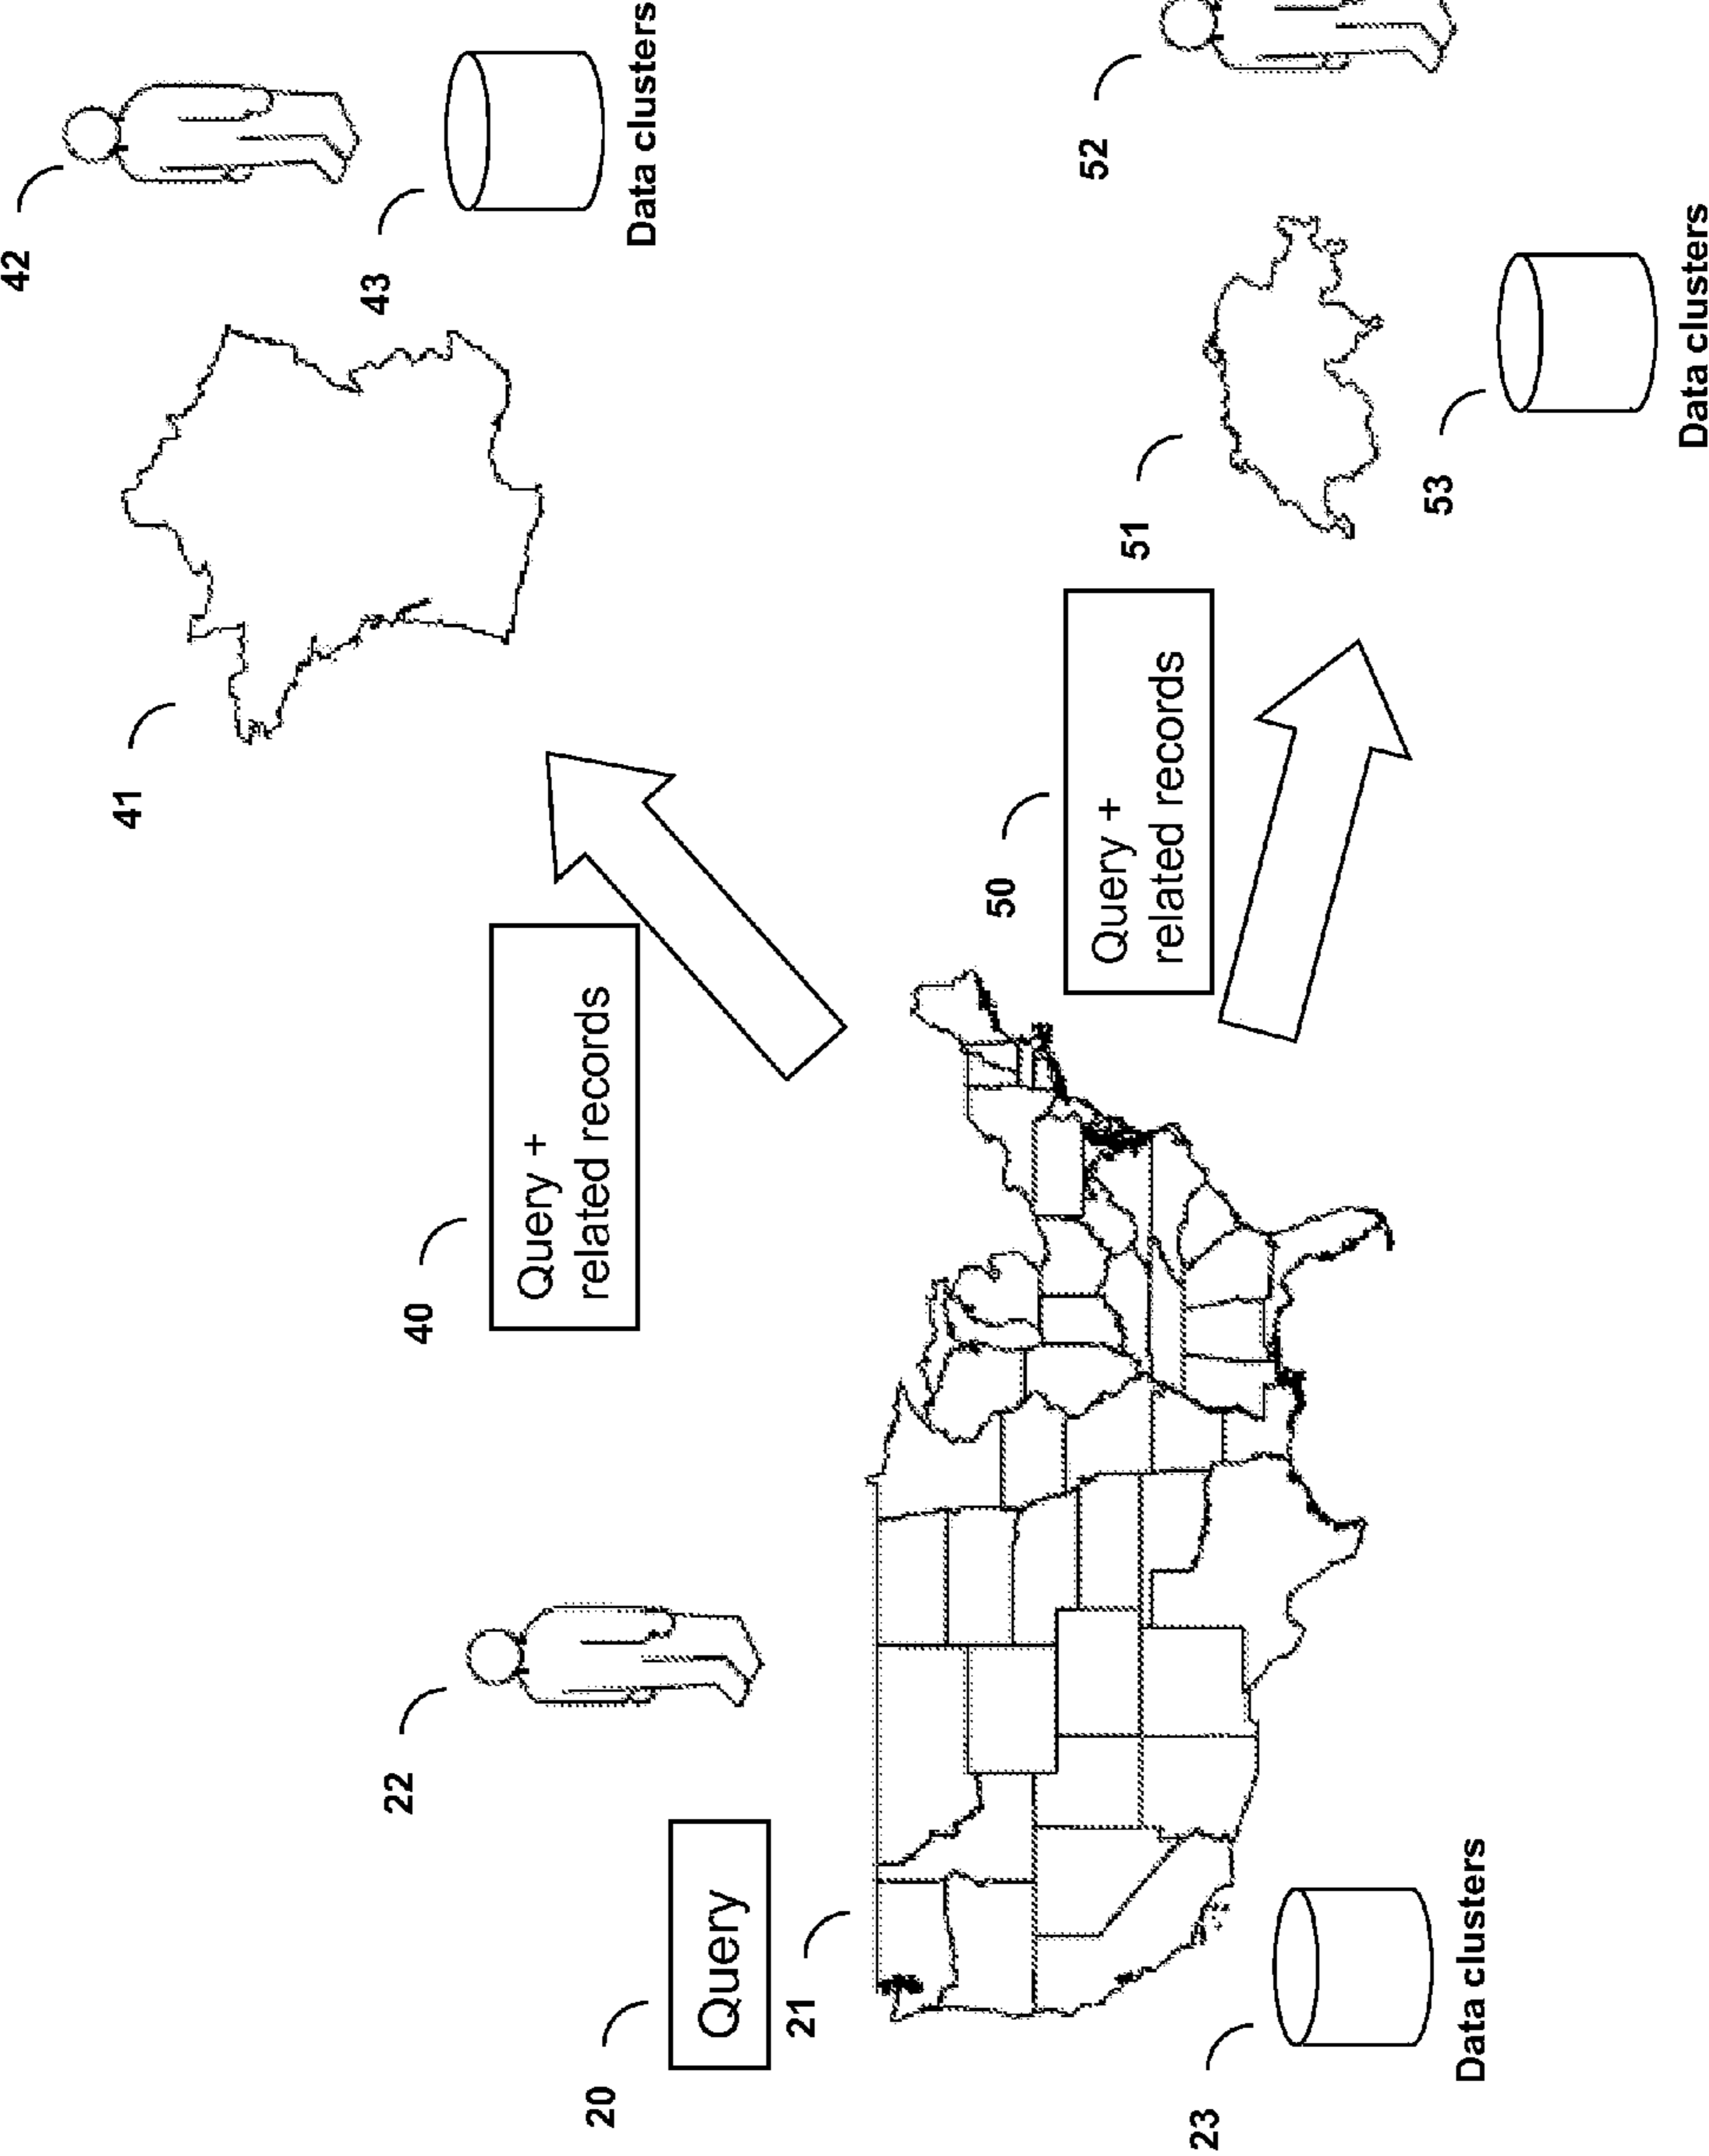 42
43
Data clusters
41
52
51
53
Data clusters
40
Query +
related records
50
Query +
related records
22
20
Query
21
23
Data clusters